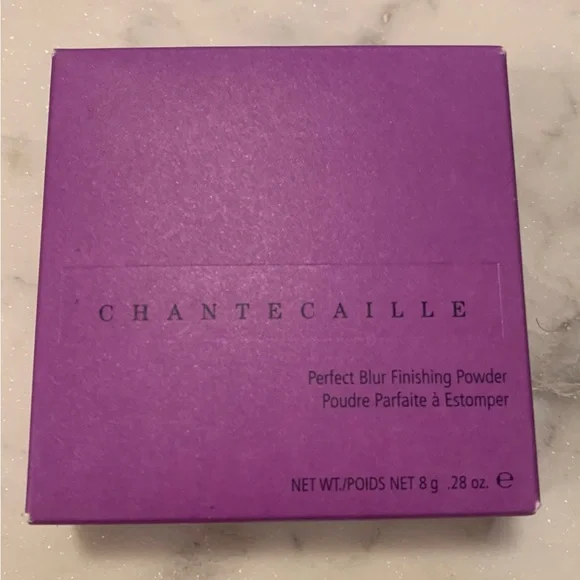 CHANTECAILLE
Perfect Blur Finishing Powder
Poudre Parfaite à Estomper
NET WT./POIDS NET 8 g .28 oz. ℮